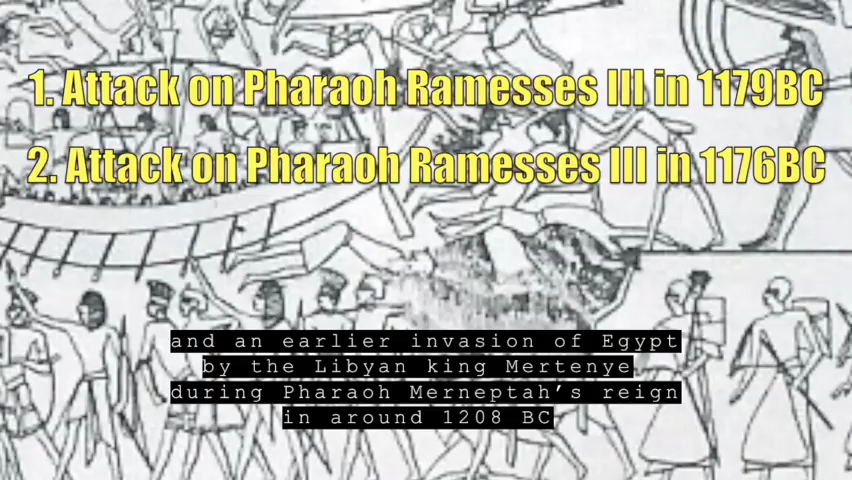 1. Attack on Pharaoh Ramesses III in 1179BC
2. Attack on Pharaoh Ramesses III in 1176BC
and an earlier invasion of Egypt
by the Libyan king Mertenye
during Pharaoh Merneptah's reign
in around 1208 BC